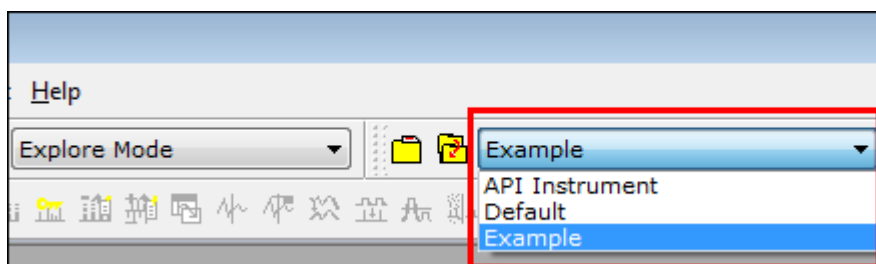 : Help
Explore Mode
Example
API Instrument
Default
Example